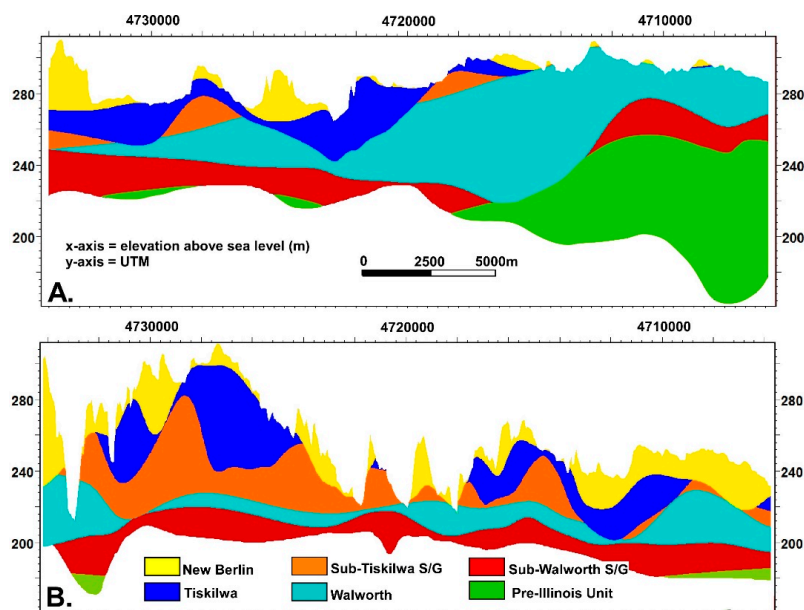 4730000 4720000 4710000
280 280
240 240
200 200
x-axis = elevation above sea level (m)
y-axis = UTM
0 2500 5000m
A.
4730000 4720000 4710000
280 280
240 240
200 200
New Berlin Sub-Tiskilwa S/G Sub-Walworth S/G
Tiskilwa Walworth Pre-Illinois Unit
B.